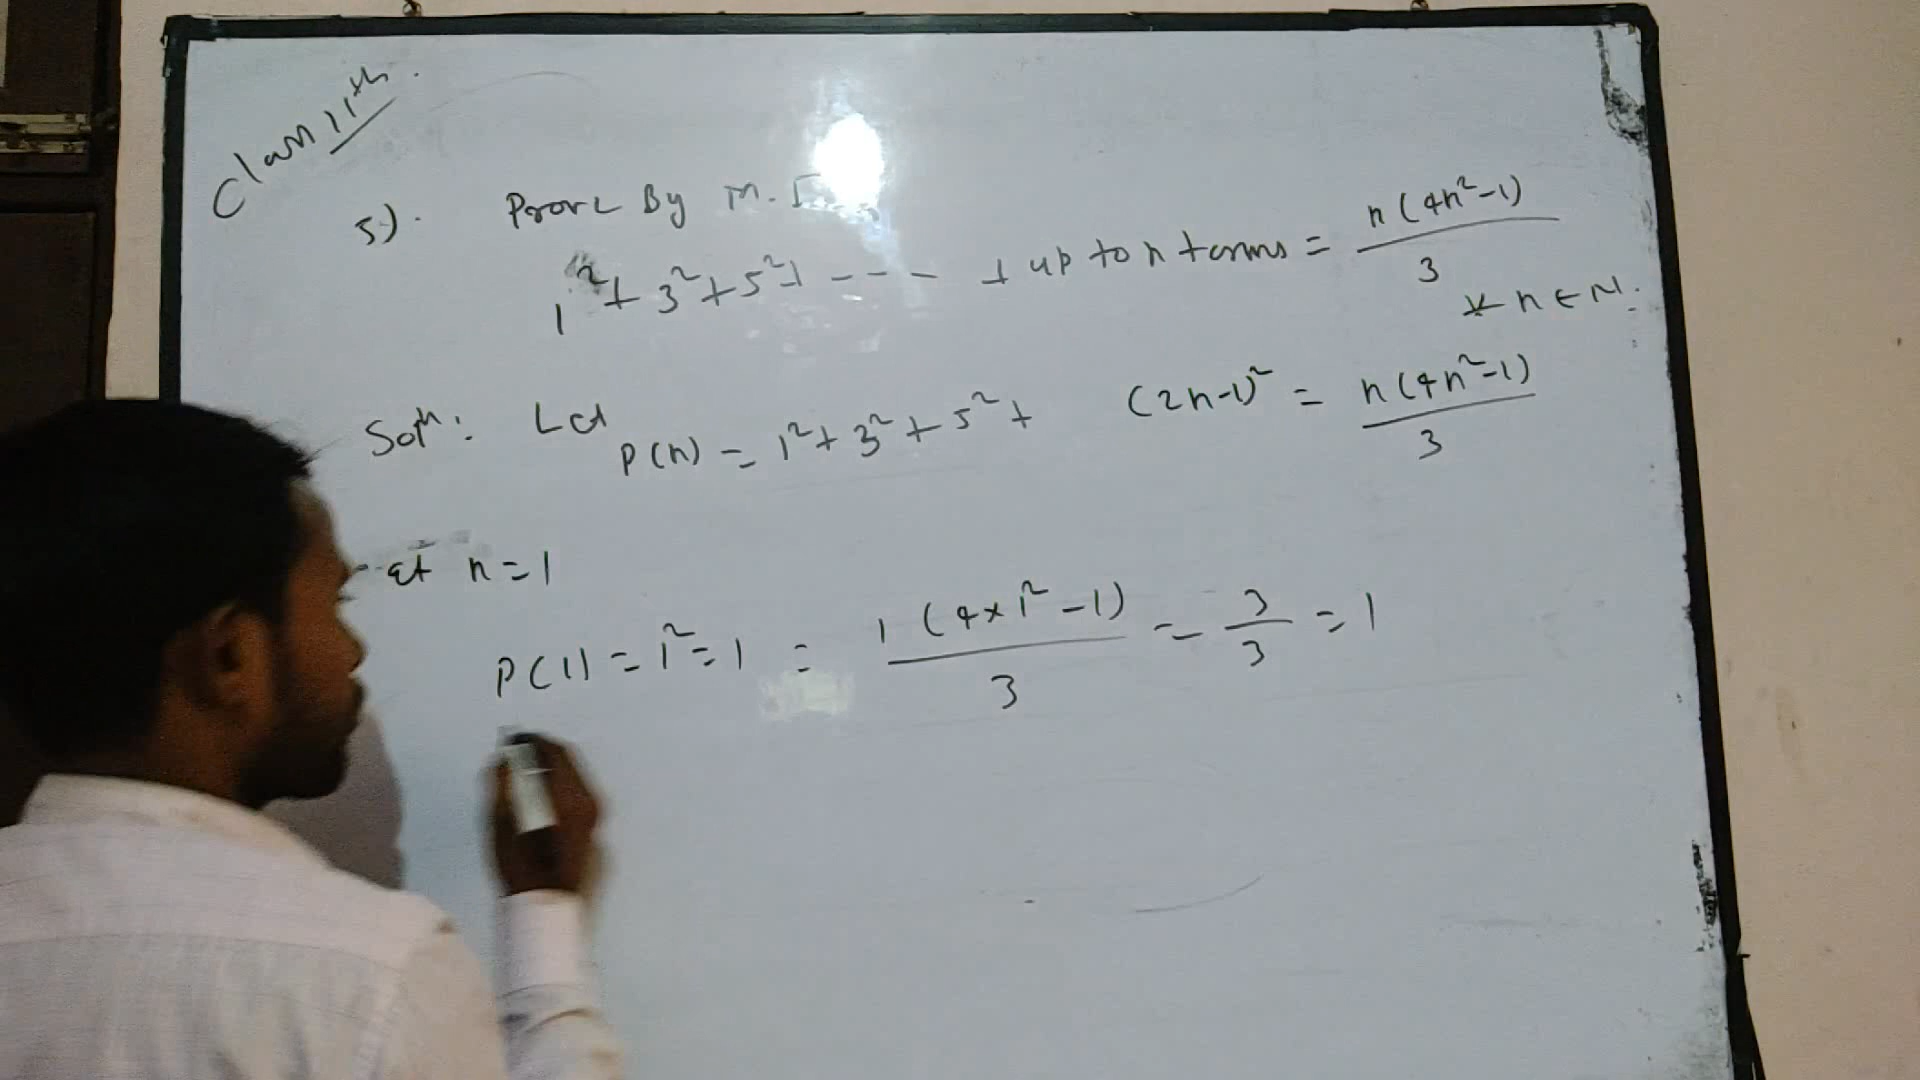 Class 11th.
5). Prove By M.I
1² + 3² + 5² + - - - - + up to n terms = n(4n²-1)/3
∀ n ∈ N.
Solⁿ: Let
P(n) = 1² + 3² + 5² + (2n-1)² = n(4n²-1)/3
at n = 1
P(1) = 1² = 1 = 1(4×1²-1)/3 = 3/3 = 1